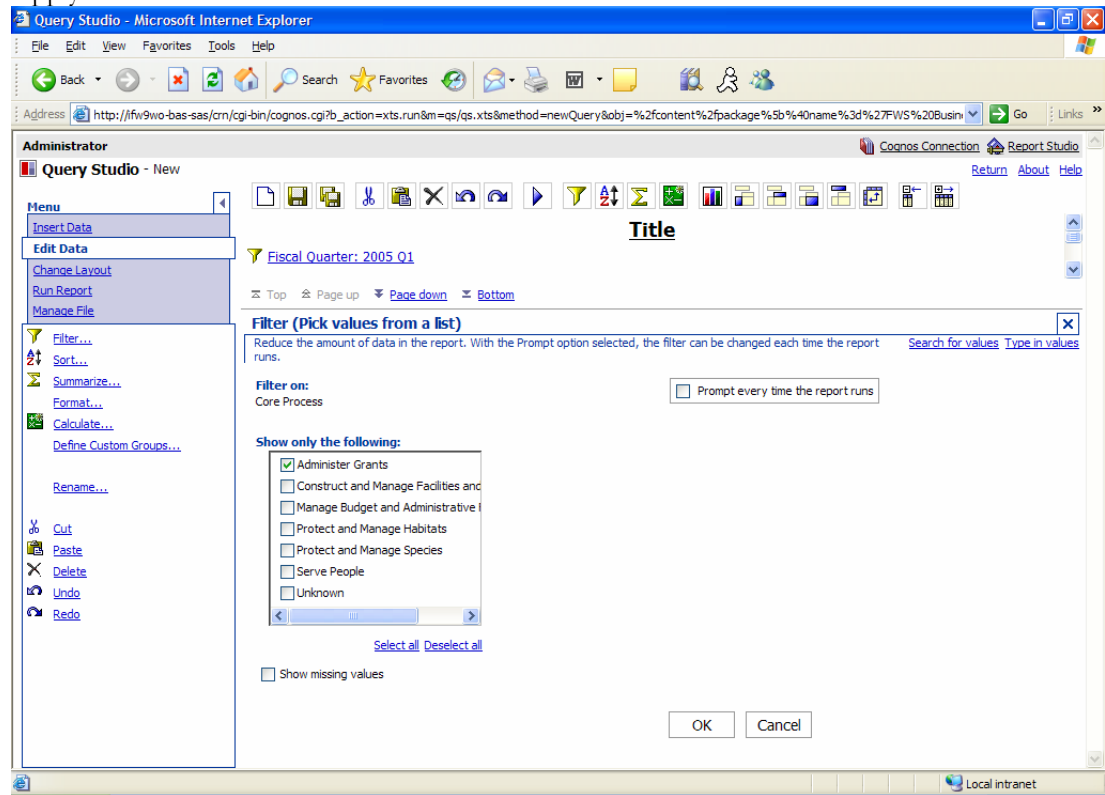 Query Studio - Microsoft Internet Explorer
File Edit View Favorites Tools Help
Back Search Favorites
Address http://ifw9wo-bas-sas/crn/cgi-bin/cognos.cgi?b_action=xts.run&m=qs/qs.xts&method=newQuery&obj=%2fcontent%2fpackage%5b%40name%3d%27FWS%20Busin Go Links »
Administrator Cognos Connection Report Studio
Query Studio - New Return About Help
Menu
Insert Data
Edit Data
Change Layout
Run Report
Manage File
Filter...
Sort...
Summarize...
Format...
Calculate...
Define Custom Groups...
Rename...
Cut
Paste
Delete
Undo
Redo
Title
Fiscal Quarter: 2005 Q1
Top Page up Page down Bottom
Filter (Pick values from a list)
Reduce the amount of data in the report. With the Prompt option selected, the filter can be changed each time the report runs. Search for values Type in values
Filter on:
Core Process
Prompt every time the report runs
Show only the following:
Administer Grants
Construct and Manage Facilities and
Manage Budget and Administrative
Protect and Manage Habitats
Protect and Manage Species
Serve People
Unknown
Select all Deselect all
Show missing values
OK Cancel
Local intranet